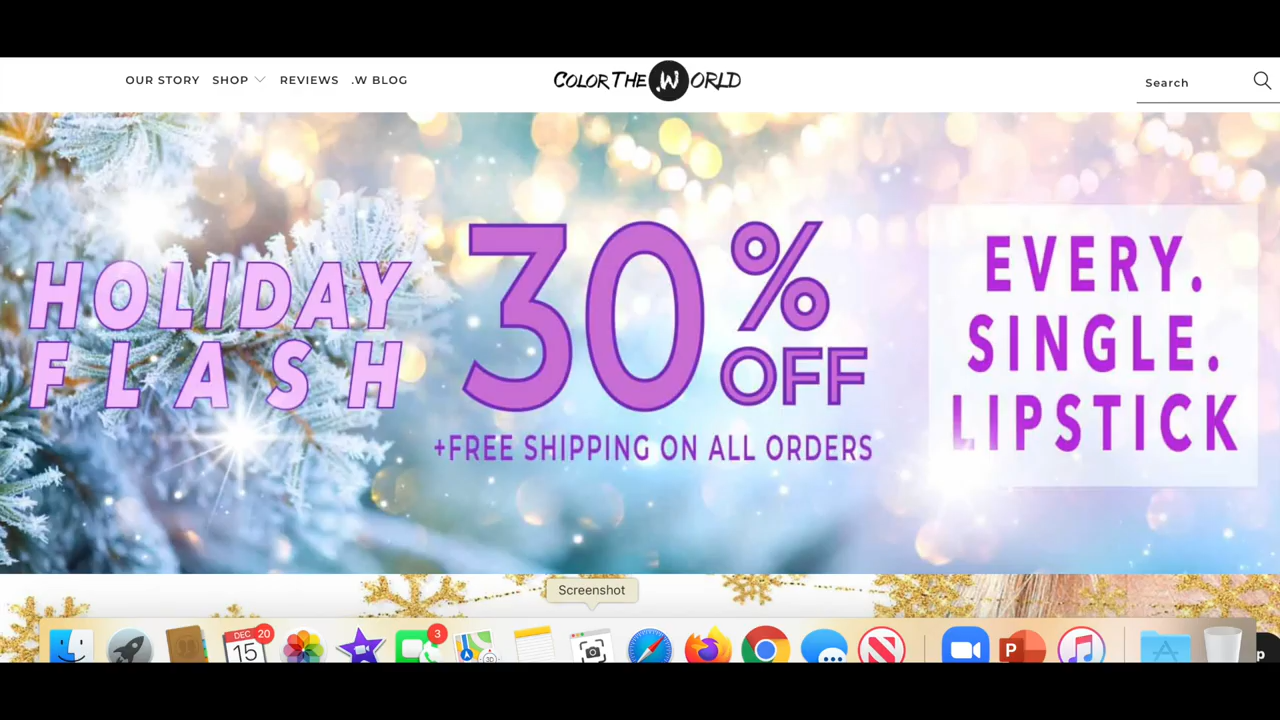 OUR STORY SHOP REVIEWS .W BLOG
COLOR THE .WORLD
Search
HOLIDAY
FLASH
30%
OFF
+FREE SHIPPING ON ALL ORDERS
EVERY.
SINGLE.
LIPSTICK
Screenshot
DEC 20
15
3
3D
P
p